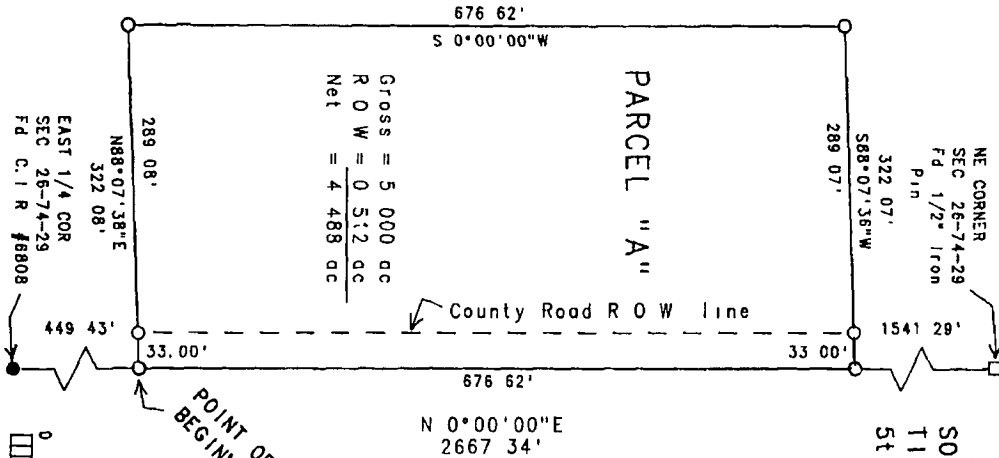 676 62'
S 0°00'00"W
NE CORNER
SEC 26-74-29
Fd 1/2" Iron
Pin
322 07'
S88°07'36"W
289 07'
PARCEL "A"
Gross = 5 000 ac
R O W = 0 512 ac
Net = 4 488 ac
289 08'
N88°07'38"E
322 08'
EAST 1/4 COR
SEC 26-74-29
Fd C.I R #6808
County Road R O W line
449 43'
33.00'
33 00'
1541 29'
676 62'
POINT OF
N 0°00'00"E
2667 34'
SO
5t
0